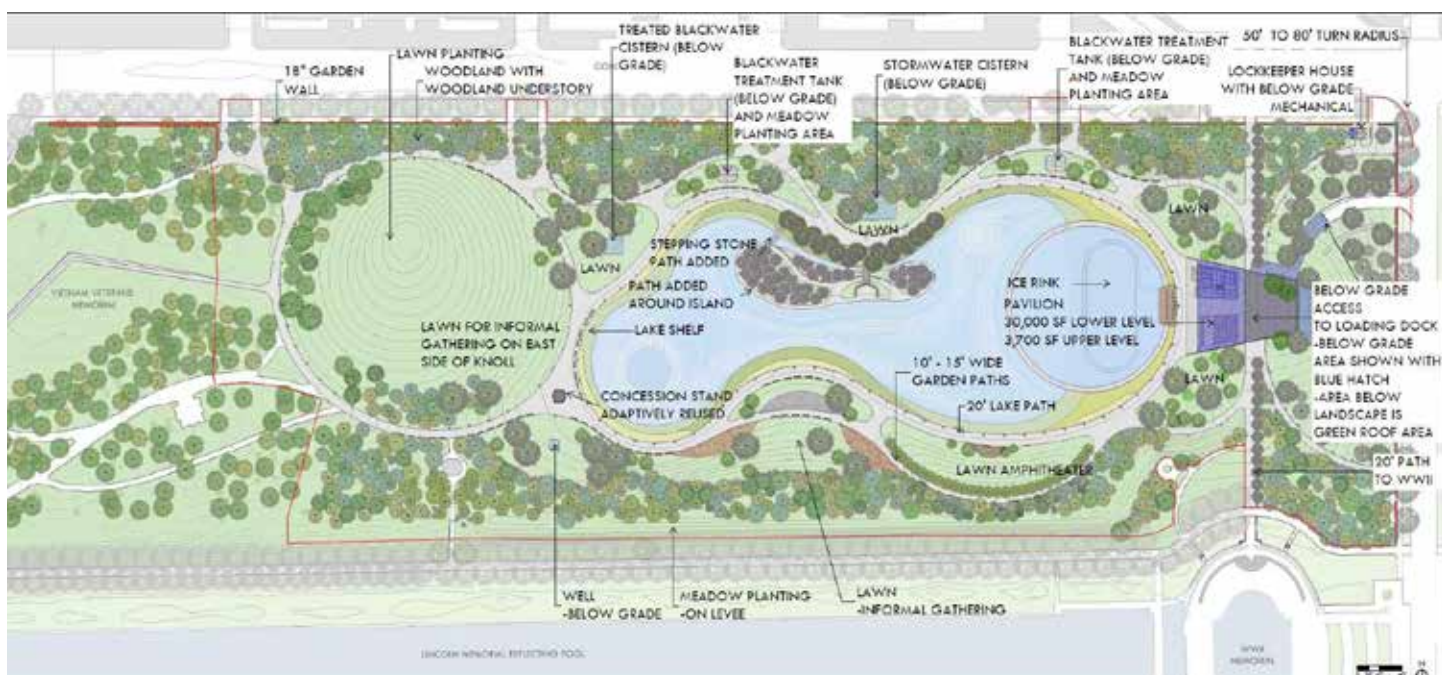 LAWN PLANTING
WOODLAND WITH
WOODLAND UNDERSTORY
18" GARDEN
WALL
TREATED BLACKWATER
CISTERN (BELOW
GRADE)
BLACKWATER
TREATMENT TANK
(BELOW GRADE)
AND MEADOW
PLANTING AREA
STORMWATER CISTERN
(BELOW GRADE)
BLACKWATER TREATMENT
TANK (BELOW GRADE)
AND MEADOW
PLANTING AREA
50' TO 80' TURN RADIUS
LOCKKEEPER HOUSE
WITH BELOW GRADE
MECHANICAL
LAWN
LAWN
LAWN
STEPPING STONE
PATH ADDED
PATH ADDED
AROUND ISLAND
LAKE SHELF
ICE RINK
PAVILION
30,000 SF LOWER LEVEL
3,700 SF UPPER LEVEL
BELOW GRADE
ACCESS
TO LOADING DOCK
-BELOW GRADE
AREA SHOWN WITH
BLUE HATCH
-AREA BELOW
LANDSCAPE IS
GREEN ROOF AREA
VIETNAM VETERANS
MEMORIAL
LAWN FOR INFORMAL
GATHERING ON EAST
SIDE OF KNOLL
10' - 15' WIDE
GARDEN PATHS
LAWN
CONCESSION STAND
ADAPTIVELY REUSED
20' LAKE PATH
LAWN AMPHITHEATER
20' PATH
TO WWII
WELL
-BELOW GRADE
MEADOW PLANTING
-ON LEVEE
LAWN
-INFORMAL GATHERING
LINCOLN MEMORIAL REFLECTING POOL
WWII
MEMORIAL